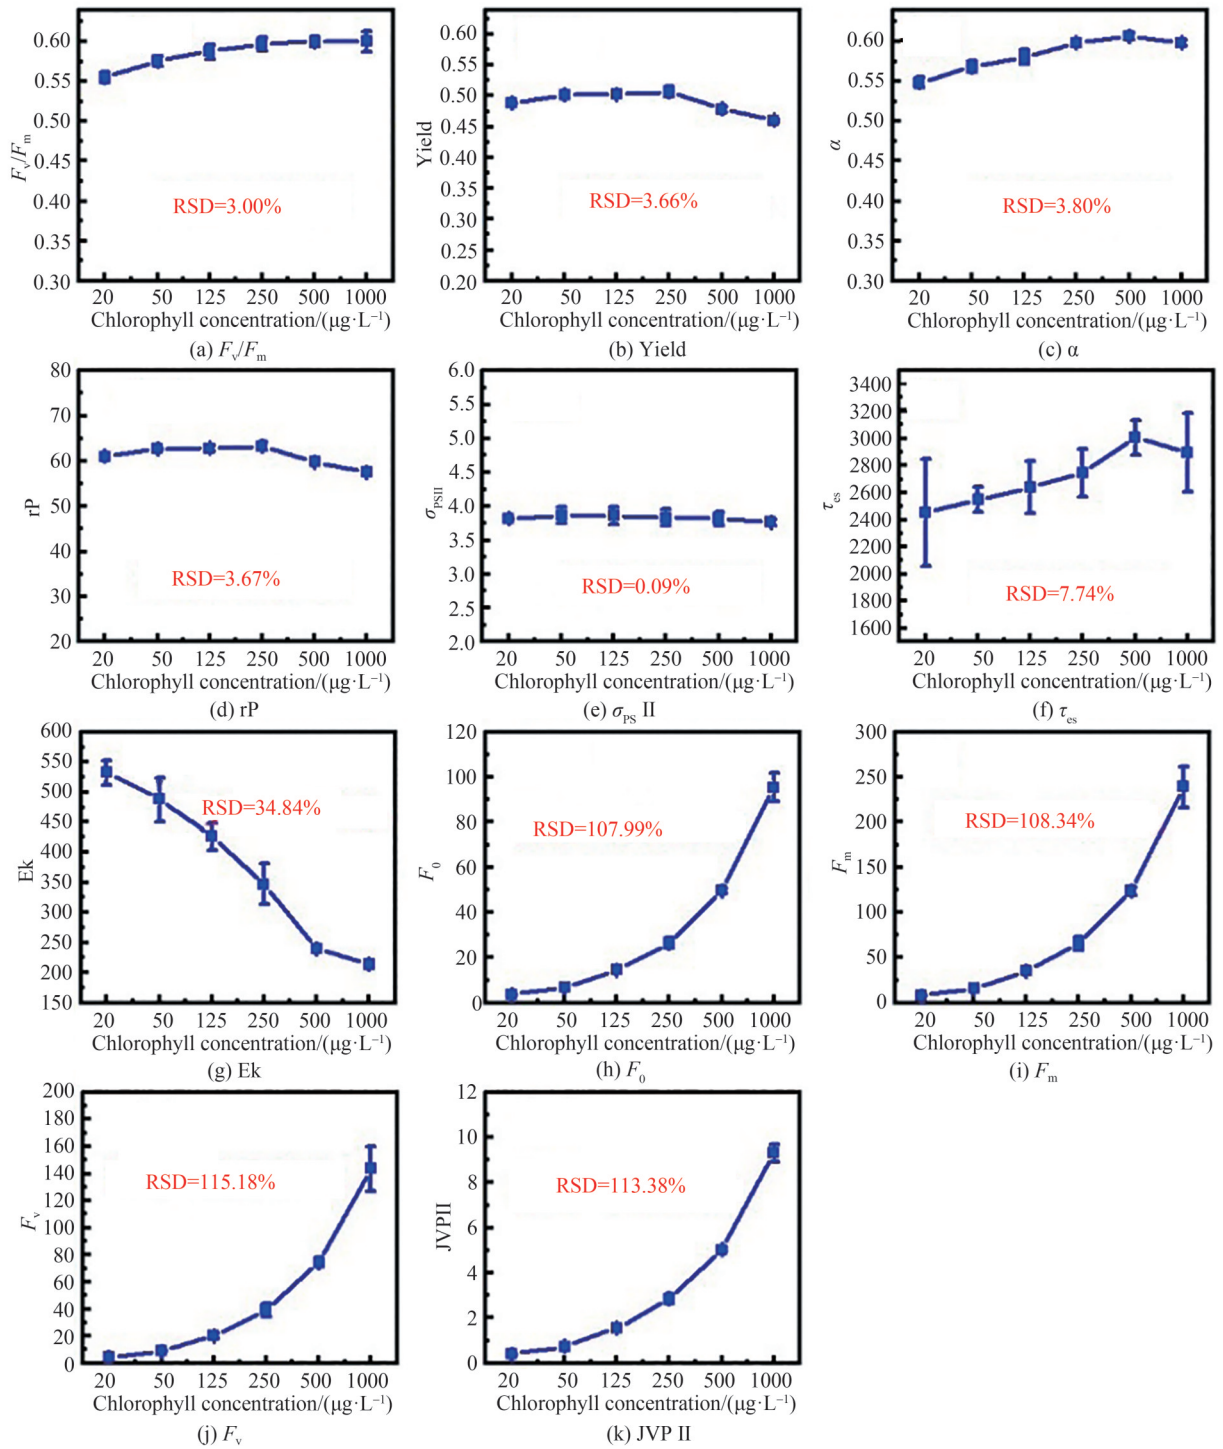 0.60
0.55
0.50
0.45
0.40
0.35
0.30
Fv/Fm
RSD=3.00%
20 50 125 250 500 1000
Chlorophyll concentration/(μg·L⁻¹)
(a) Fv/Fm
0.60
0.55
0.50
0.45
0.40
0.35
0.30
0.25
0.20
Yield
RSD=3.66%
20 50 125 250 500 1000
Chlorophyll concentration/(μg·L⁻¹)
(b) Yield
0.60
0.55
0.50
0.45
0.40
0.35
0.30
α
RSD=3.80%
20 50 125 250 500 1000
Chlorophyll concentration/(μg·L⁻¹)
(c) α
80
70
60
50
40
30
20
rP
RSD=3.67%
20 50 125 250 500 1000
Chlorophyll concentration/(μg·L⁻¹)
(d) rP
6.0
5.5
5.0
4.5
4.0
3.5
3.0
2.5
2.0
σPSII
RSD=0.09%
20 50 125 250 500 1000
Chlorophyll concentration/(μg·L⁻¹)
(e) σPS II
3400
3200
3000
2800
2600
2400
2200
2000
1800
1600
τes
RSD=7.74%
20 50 125 250 500 1000
Chlorophyll concentration/(μg·L⁻¹)
(f) τes
600
550
500
450
400
350
300
250
200
150
Ek
RSD=34.84%
20 50 125 250 500 1000
Chlorophyll concentration/(μg·L⁻¹)
(g) Ek
120
100
80
60
40
20
0
F0
RSD=107.99%
20 50 125 250 500 1000
Chlorophyll concentration/(μg·L⁻¹)
(h) F0
300
250
200
150
100
50
0
Fm
RSD=108.34%
20 50 125 250 500 1000
Chlorophyll concentration/(μg·L⁻¹)
(i) Fm
200
180
160
140
120
100
80
60
40
20
0
Fv
RSD=115.18%
20 50 125 250 500 1000
Chlorophyll concentration/(μg·L⁻¹)
(j) Fv
12
10
8
6
4
2
0
JVPII
RSD=113.38%
20 50 125 250 500 1000
Chlorophyll concentration/(μg·L⁻¹)
(k) JVP II